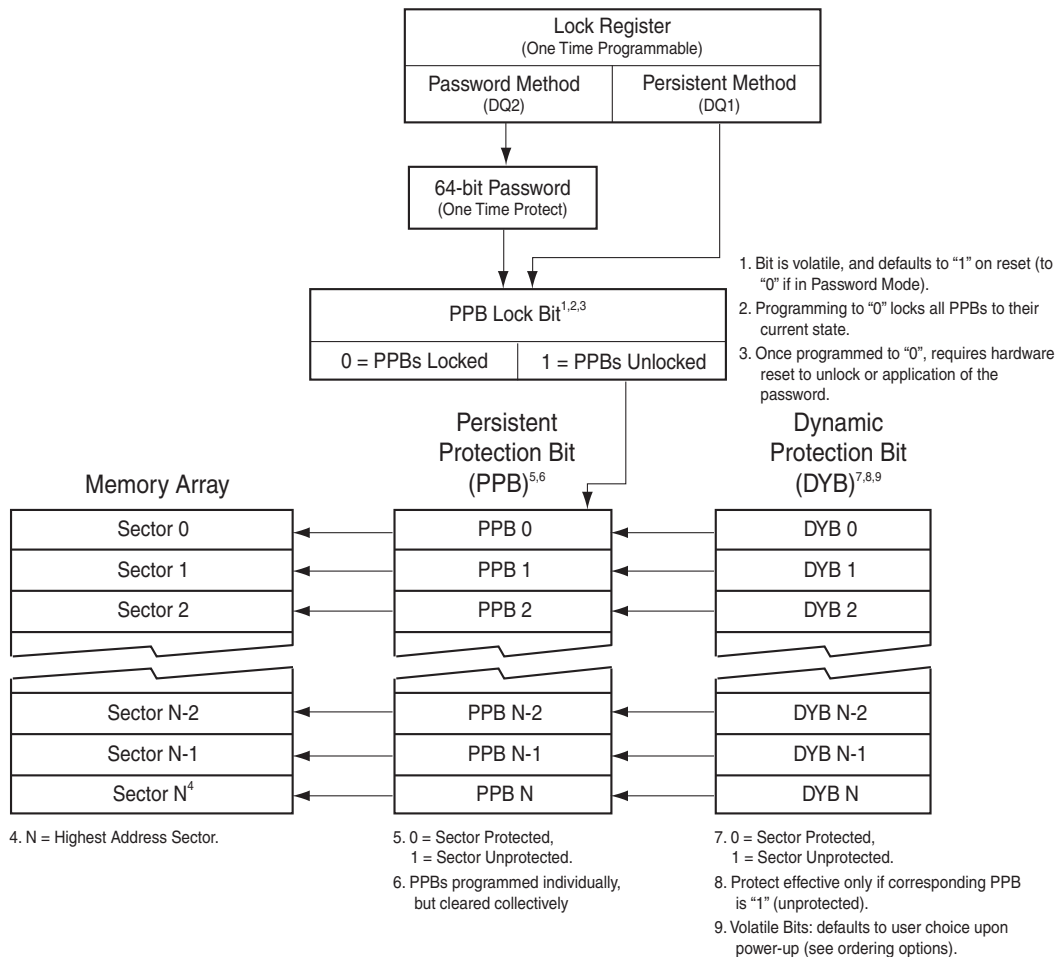 Lock Register
(One Time Programmable)
Password Method
(DQ2)
Persistent Method
(DQ1)
64-bit Password
(One Time Protect)
PPB Lock Bit1,2,3
0 = PPBs Locked
1 = PPBs Unlocked
1. Bit is volatile, and defaults to “1” on reset (to
“0” if in Password Mode).
2. Programming to “0” locks all PPBs to their
current state.
3. Once programmed to “0”, requires hardware
reset to unlock or application of the
password.
Memory Array
Persistent
Protection Bit
(PPB)5,6
Dynamic
Protection Bit
(DYB)7,8,9
Sector 0
PPB 0
DYB 0
Sector 1
PPB 1
DYB 1
Sector 2
PPB 2
DYB 2
Sector N-2
PPB N-2
DYB N-2
Sector N-1
PPB N-1
DYB N-1
Sector N4
PPB N
DYB N
4. N = Highest Address Sector.
5. 0 = Sector Protected,
1 = Sector Unprotected.
6. PPBs programmed individually,
but cleared collectively
7. 0 = Sector Protected,
1 = Sector Unprotected.
8. Protect effective only if corresponding PPB
is “1” (unprotected).
9. Volatile Bits: defaults to user choice upon
power-up (see ordering options).